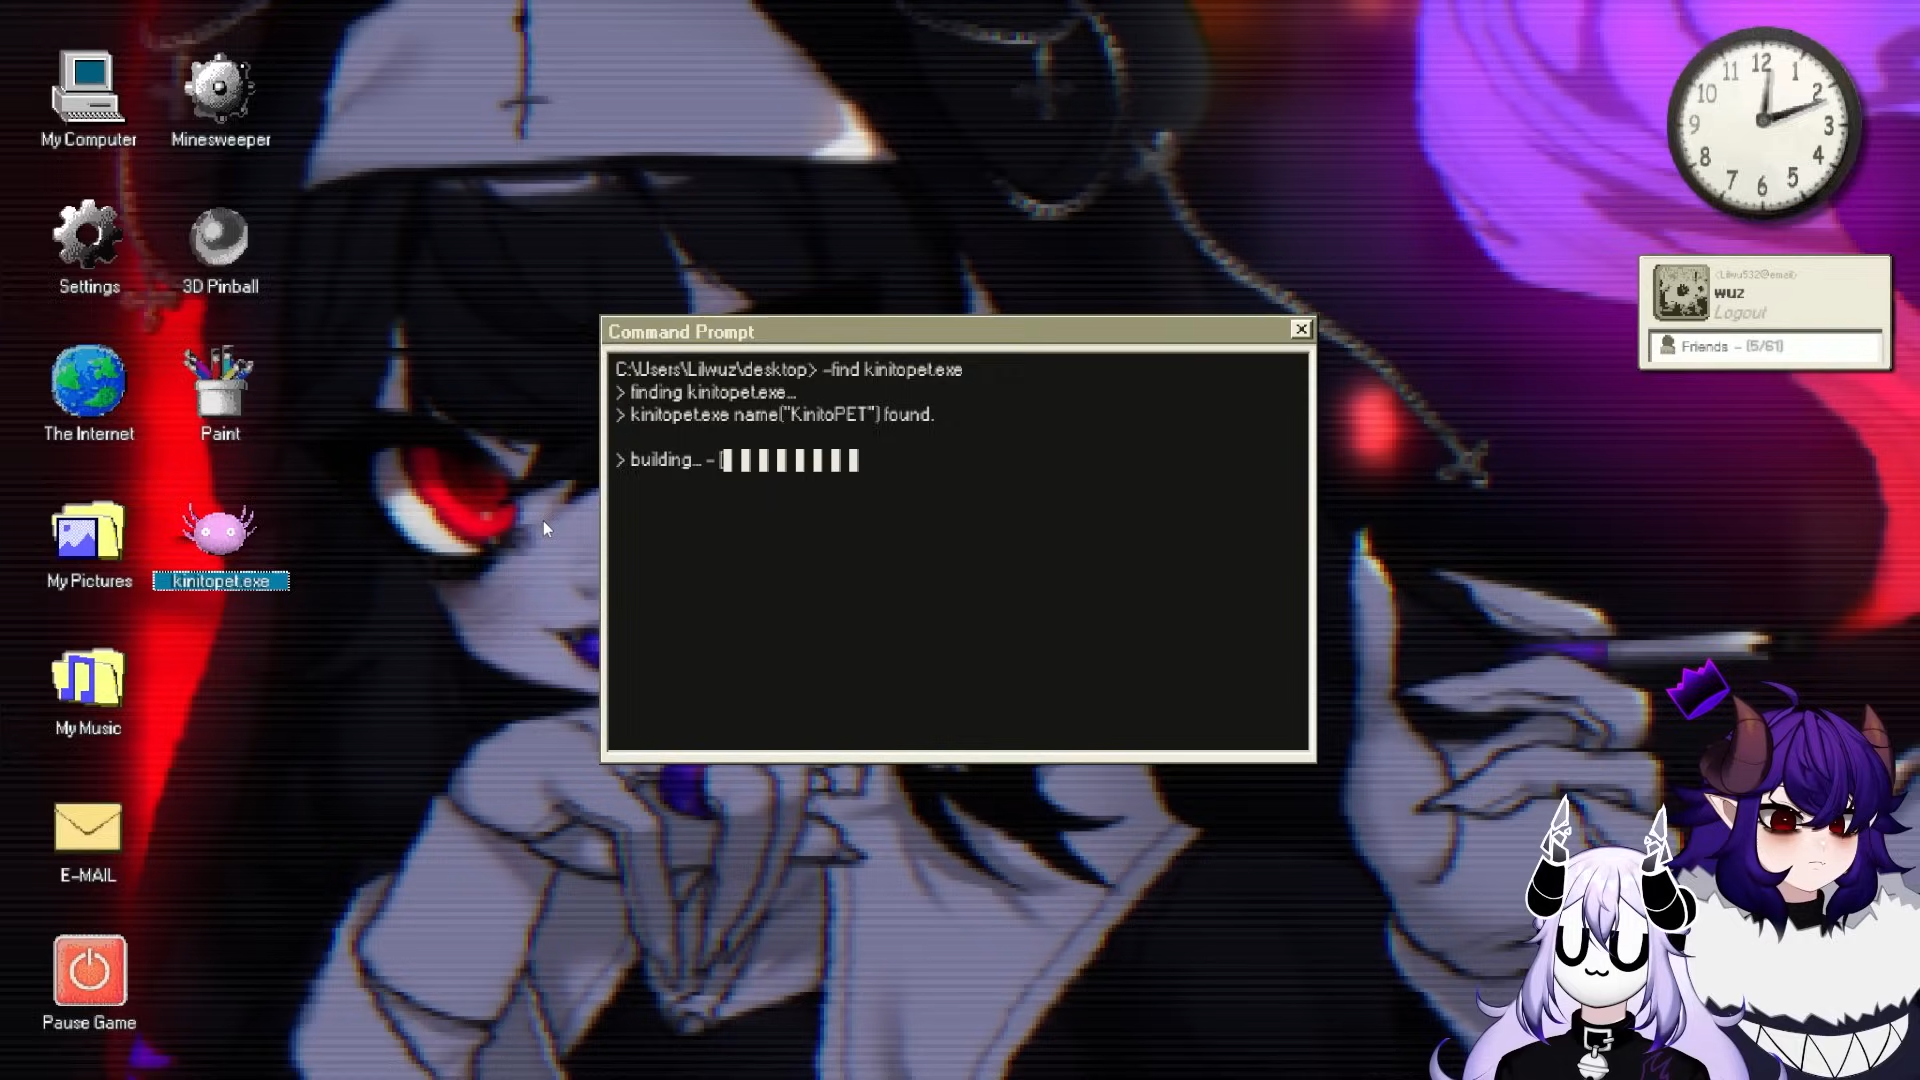 My Computer
Minesweeper
Settings
3D Pinball
The Internet
Paint
My Pictures
kinitopet.exe
My Music
E-MAIL
Pause Game
Command Prompt
C:\Users\Lilwuz\desktop> -find kinitopet.exe
> finding kinitopet.exe...
> kinitopet.exe name("KinitoPET") found.
> building... - [
12
1
2
3
4
5
6
7
8
9
10
11
<Lilwu532@email>
wuz
Logout
Friends - (5/61)